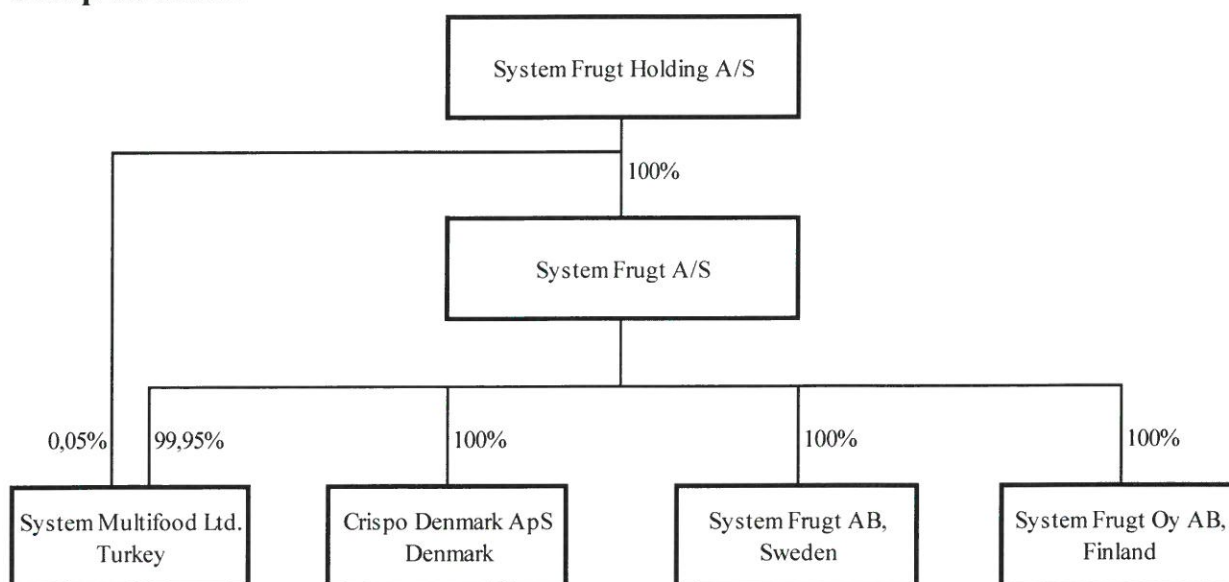 System Frugt Holding A/S
100%
System Frugt A/S
0,05%
99,95%
100%
100%
100%
System Multifood Ltd.
Turkey
Crispo Denmark ApS
Denmark
System Frugt AB,
Sweden
System Frugt Oy AB,
Finland